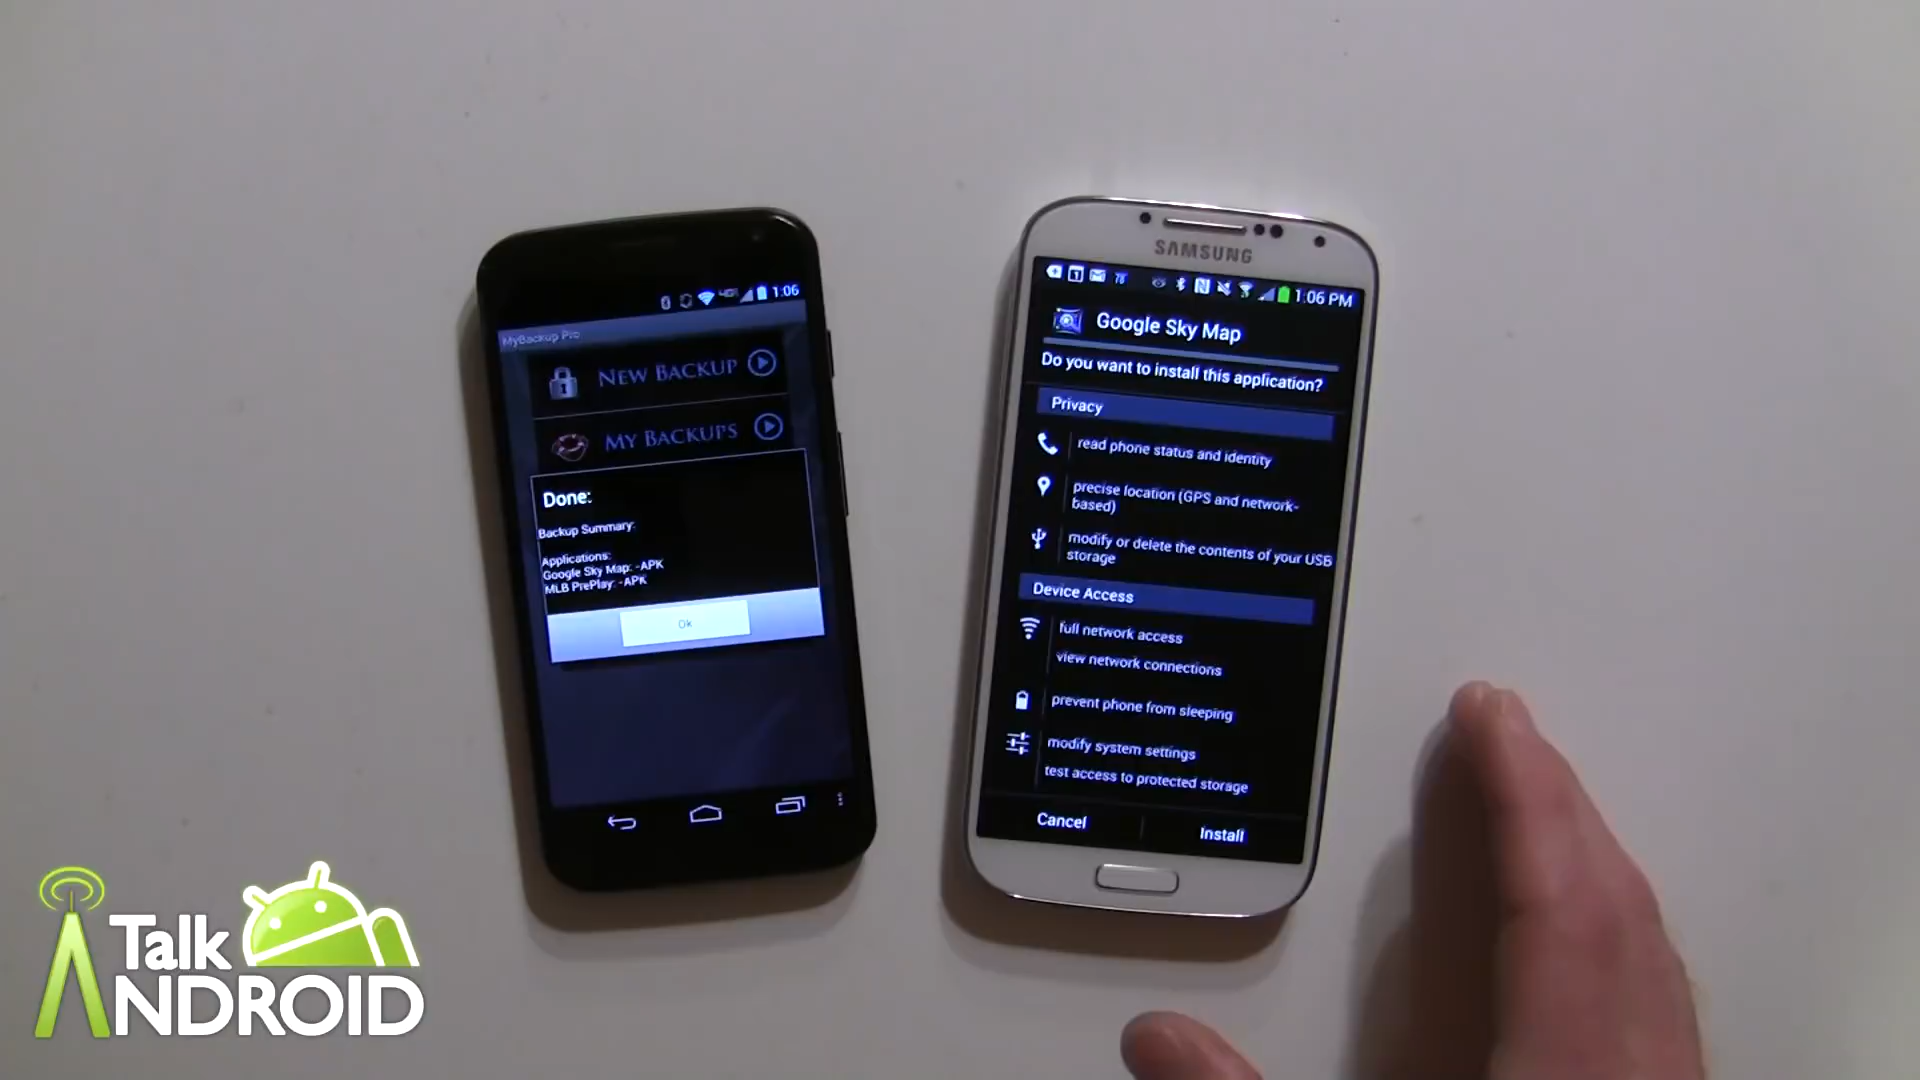 1:06
MyBackup Pro
NEW BACKUP
MY BACKUPS
Done:
Backup Summary:
Applications:
Google Sky Map: -APK
MLB PrePlay: -APK
Ok
SAMSUNG
78
1:06 PM
Google Sky Map
Do you want to install this application?
Privacy
read phone status and identity
precise location (GPS and network-
based)
modify or delete the contents of your USB
storage
Device Access
full network access
view network connections
prevent phone from sleeping
modify system settings
test access to protected storage
Cancel
Install
Talk
ANDROID